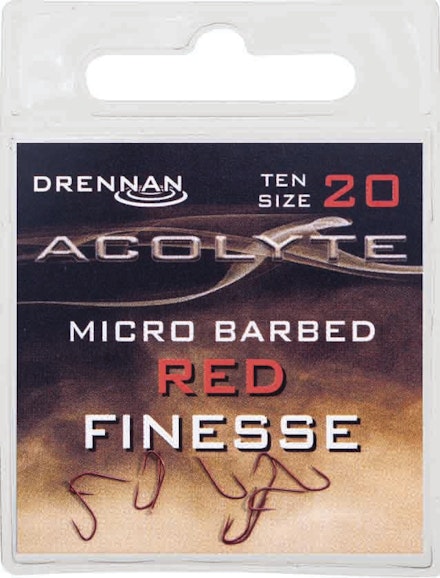 DRENNAN
TEN
SIZE 20
ACOLYTE
MICRO BARBED
RED
FINESSE